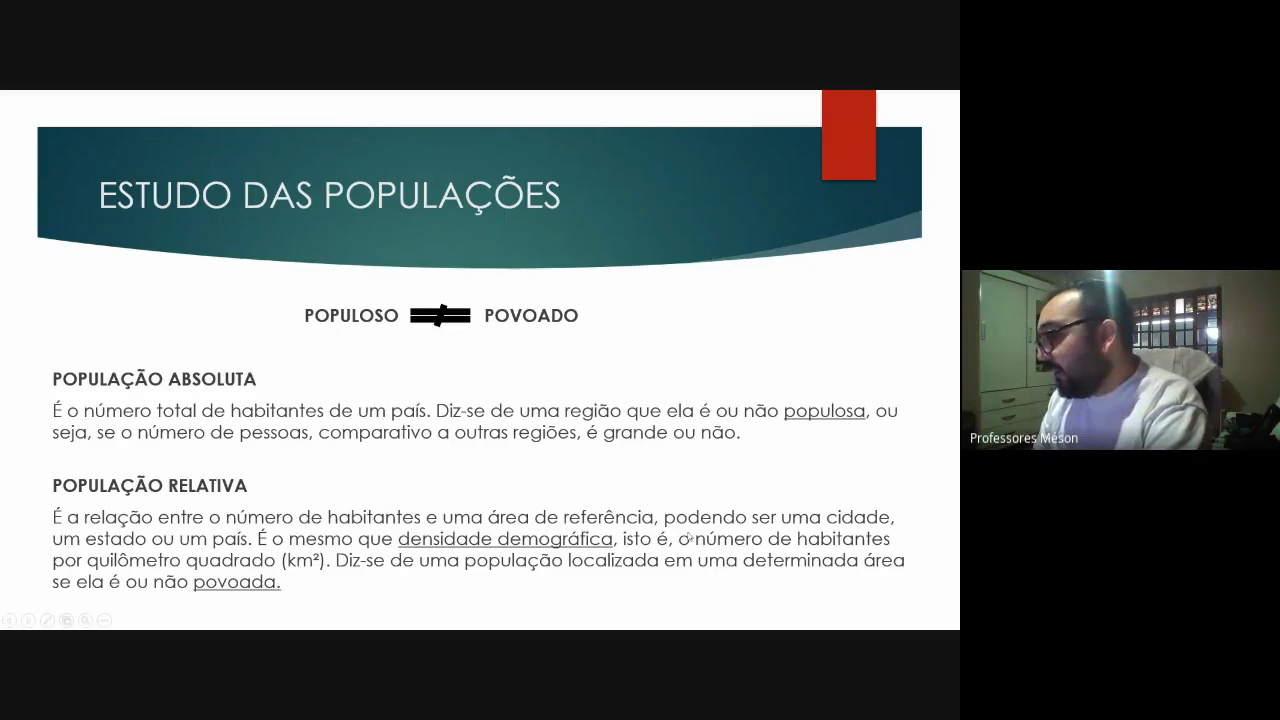 ESTUDO DAS POPULAÇÕES
POPULOSO
POVOADO
POPULAÇÃO ABSOLUTA
É o número total de habitantes de um país. Diz-se de uma região que ela é ou não populosa, ou
seja, se o número de pessoas, comparativo a outras regiões, é grande ou não.
POPULAÇÃO RELATIVA
É a relação entre o número de habitantes e uma área de referência, podendo ser uma cidade,
um estado ou um país. É o mesmo que densidade demográfica, isto é, o número de habitantes
por quilômetro quadrado (km²). Diz-se de uma população localizada em uma determinada área
se ela é ou não povoada.
Professores Méson